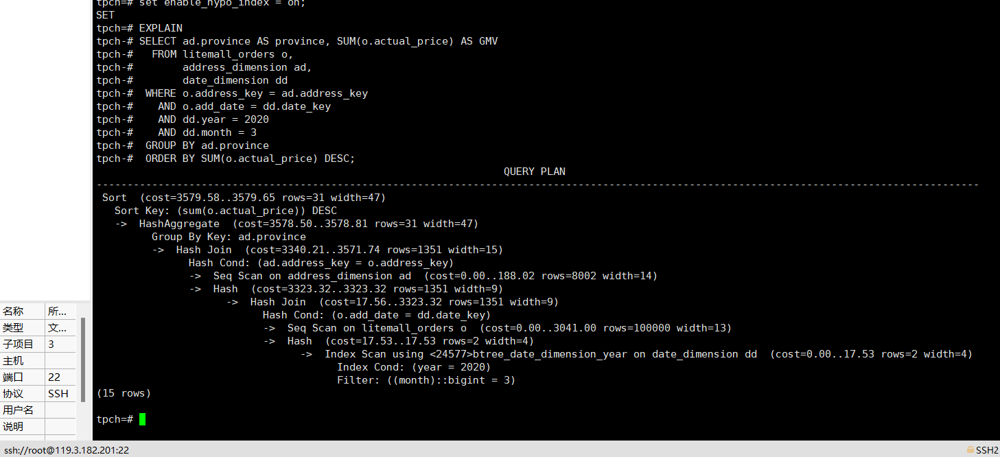 tpch=# set enable_hypo_index = on;
SET
tpch=# EXPLAIN
tpch-# SELECT ad.province AS province, SUM(o.actual_price) AS GMV
tpch-#   FROM litemall_orders o,
tpch-#        address_dimension ad,
tpch-#        date_dimension dd
tpch-#  WHERE o.address_key = ad.address_key
tpch-#    AND o.add_date = dd.date_key
tpch-#    AND dd.year = 2020
tpch-#    AND dd.month = 3
tpch-#  GROUP BY ad.province
tpch-#  ORDER BY SUM(o.actual_price) DESC;
QUERY PLAN
-----------------------------------------------------------------------------------------------------------------------------------------------
Sort  (cost=3579.58..3579.65 rows=31 width=47)
  Sort Key: (sum(o.actual_price)) DESC
  ->  HashAggregate  (cost=3578.50..3578.81 rows=31 width=47)
        Group By Key: ad.province
        ->  Hash Join  (cost=3340.21..3571.74 rows=1351 width=15)
              Hash Cond: (ad.address_key = o.address_key)
              ->  Seq Scan on address_dimension ad  (cost=0.00..188.02 rows=8002 width=14)
              ->  Hash  (cost=3323.32..3323.32 rows=1351 width=9)
                    ->  Hash Join  (cost=17.56..3323.32 rows=1351 width=9)
                          Hash Cond: (o.add_date = dd.date_key)
                          ->  Seq Scan on litemall_orders o  (cost=0.00..3041.00 rows=100000 width=13)
                          ->  Hash  (cost=17.53..17.53 rows=2 width=4)
                                ->  Index Scan using <24577>btree_date_dimension_year on date_dimension dd  (cost=0.00..17.53 rows=2 width=4)
                                      Index Cond: (year = 2020)
                                      Filter: ((month)::bigint = 3)
(15 rows)
tpch=#
名称 所...
类型 文...
子项目 3
主机
端口 22
协议 SSH
用户名
说明
ssh://root@119.3.182.201:22
SSH2